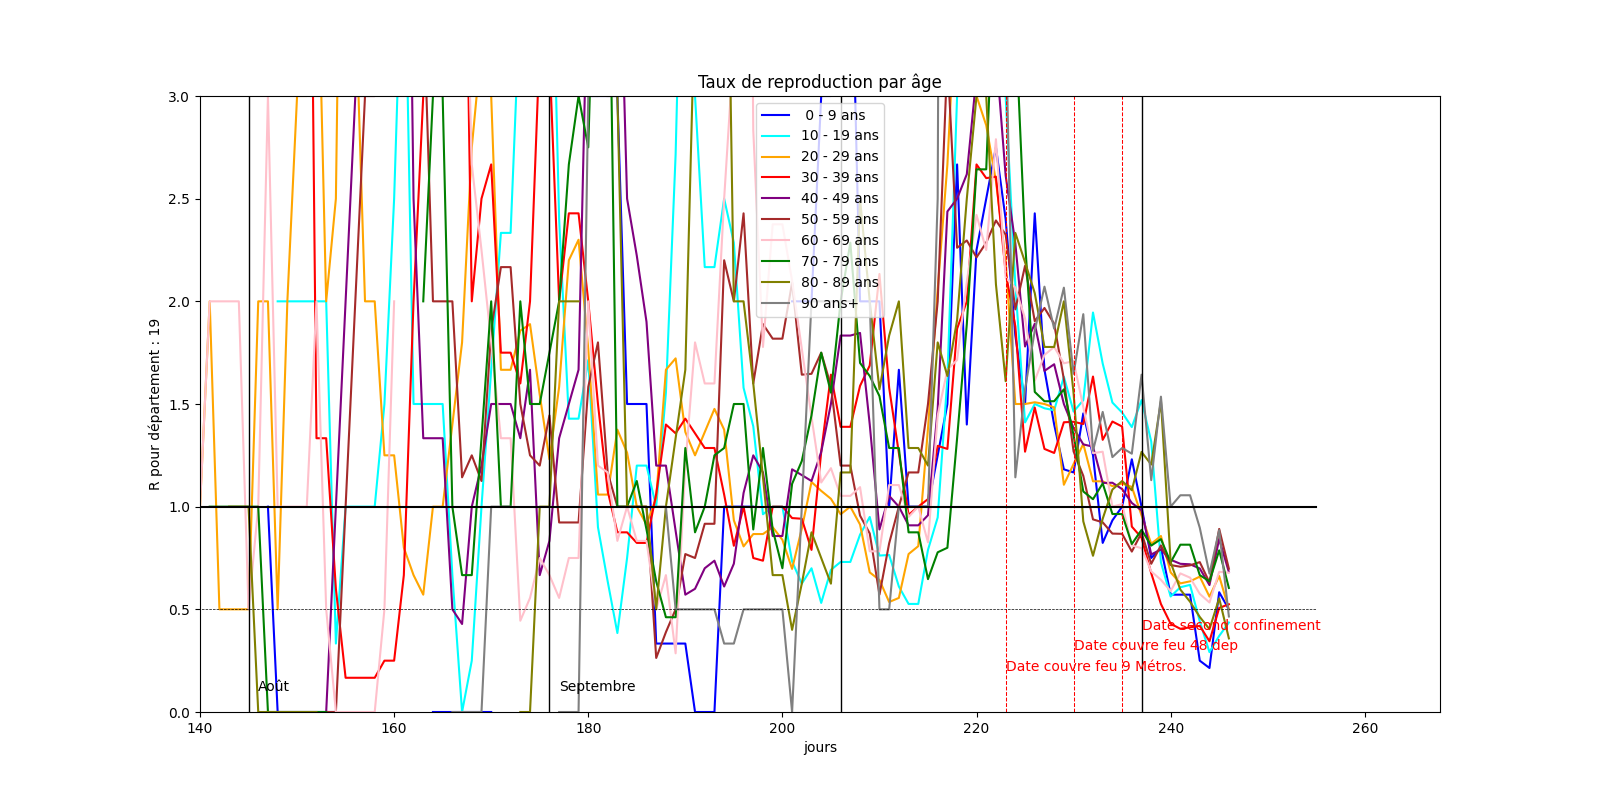 Taux de reproduction par âge
3.0
2.5
2.0
1.5
1.0
0.5
0.0
R pour département : 19
0 - 9 ans
10 - 19 ans
20 - 29 ans
30 - 39 ans
40 - 49 ans
50 - 59 ans
60 - 69 ans
70 - 79 ans
80 - 89 ans
90 ans+
Date second confinement
Date couvre feu 48 dep
Date couvre feu 9 Métros.
Août
Septembre
140
160
180
200
220
240
260
jours